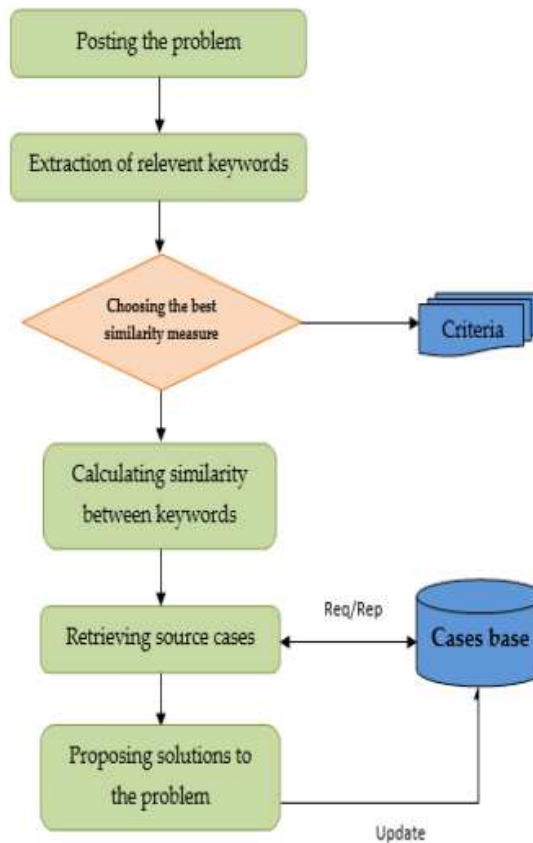 Posting the problem
Extraction of relevent keywords
Choosing the best
similarity measure
Criteria
Calculating similarity
between keywords
Req/Rep
Retrieving source cases
Cases base
Proposing solutions to
the problem
Update